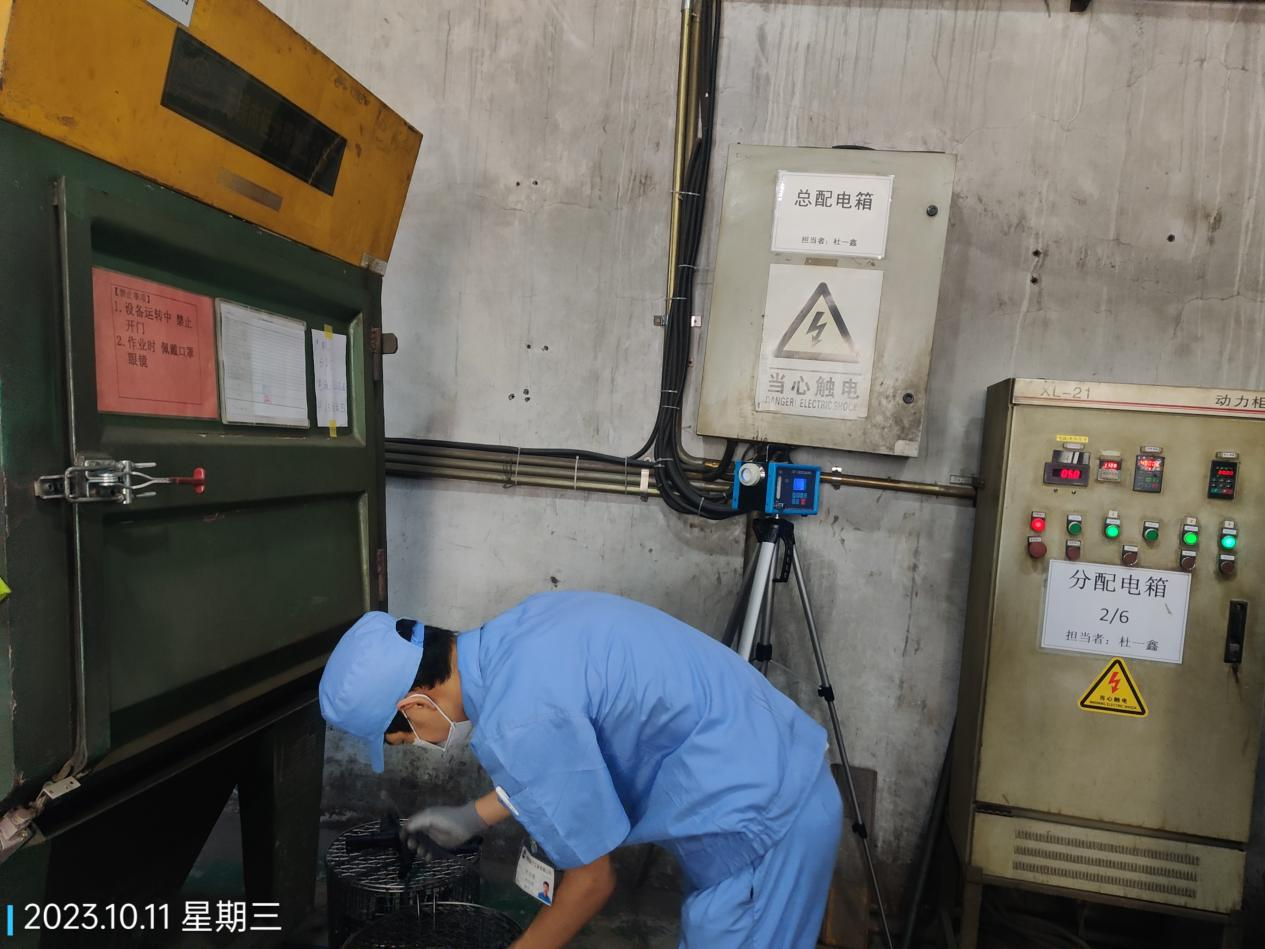 【禁止事项】
1.设备运转中 禁止
开门
2.作业时 佩戴口罩
眼镜
总配电箱
担当者：杜一鑫
当心触电
DANGER! ELECTRIC SHOCK
XL-21
动力柜
050
分配电箱
2/6
担当者：杜一鑫
当心触电
2023.10.11 星期三